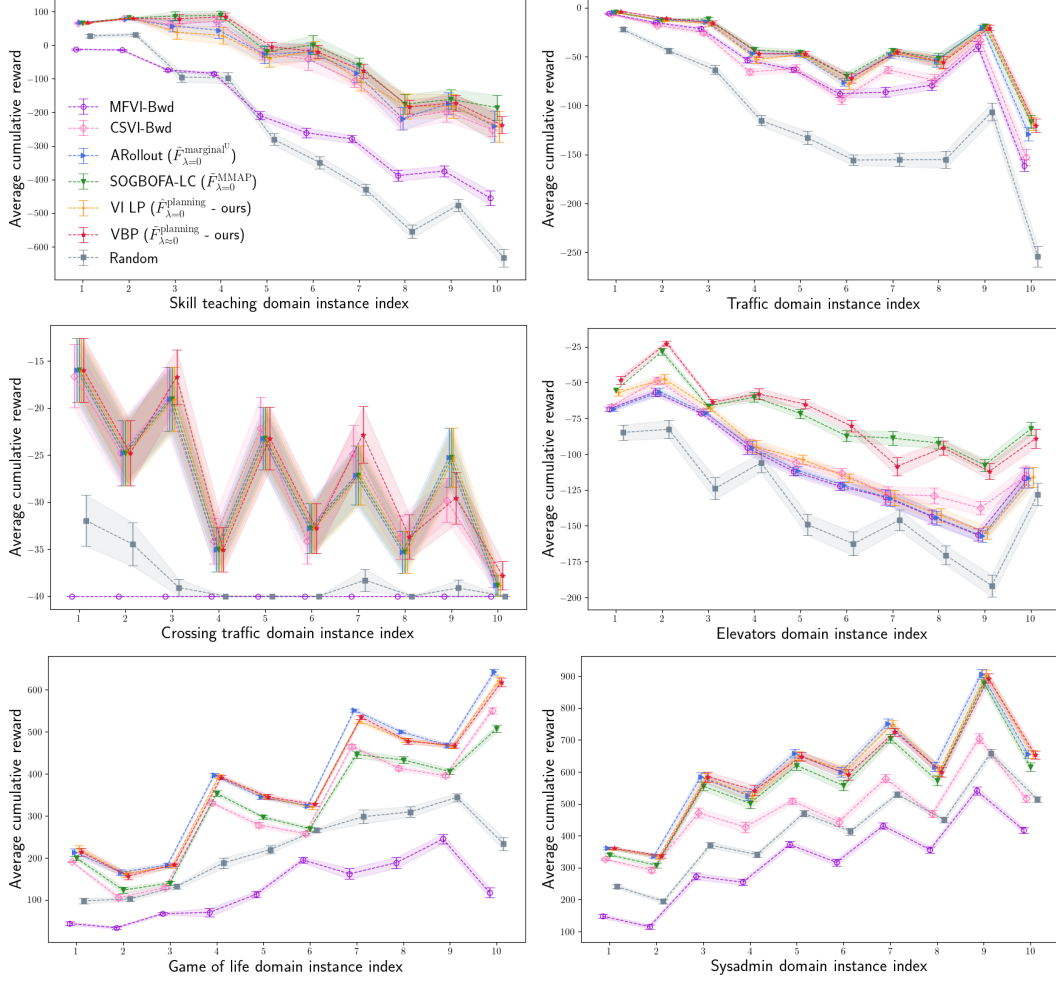 Average cumulative reward
100
0
−100
−200
−300
−400
−500
−600
MFVI-Bwd
CSVI-Bwd
ARollout (F̃^{marginal^U}_{λ=0})
SOGBOFA-LC (F̃^{MMAP}_{λ=0})
VI LP (F̂^{planning}_{λ=0} - ours)
VBP (F̃^{planning}_{λ≈0} - ours)
Random
1 2 3 4 5 6 7 8 9 10
Skill teaching domain instance index
Average cumulative reward
0
−50
−100
−150
−200
−250
1 2 3 4 5 6 7 8 9 10
Traffic domain instance index
Average cumulative reward
−15
−20
−25
−30
−35
−40
1 2 3 4 5 6 7 8 9 10
Crossing traffic domain instance index
Average cumulative reward
−25
−50
−75
−100
−125
−150
−175
−200
1 2 3 4 5 6 7 8 9 10
Elevators domain instance index
Average cumulative reward
600
500
400
300
200
100
1 2 3 4 5 6 7 8 9 10
Game of life domain instance index
Average cumulative reward
900
800
700
600
500
400
300
200
100
1 2 3 4 5 6 7 8 9 10
Sysadmin domain instance index